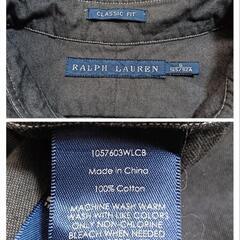 CLASSIC FIT
RALPH LAUREN
1057603WLCB
Made in China
100% Cotton
MACHINE WASH WARM
WASH WITH LIKE COLORS
ONLY NON-CHLORINE
BLEACH WHEN NEEDED